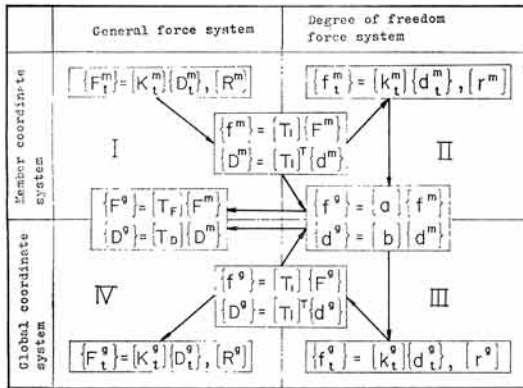 General force system
Degree of freedom
force system
Member coordinate
system
{F_t^m}=[K_t^m]{D_t^m}, [R^m]
{f_t^m}=[k_t^m]{d_t^m}, [r^m]
{f^m}=[T_I]{F^m}
{D^m}=[T_I]^T{d^m}
I
II
{F^g}=[T_F]{F^m}
{D^g}=[T_D]{D^m}
{f^g}=[a]{f^m}
{d^g}=[b]{d^m}
Global coordinate
system
{f^g}=[T_I]{F^g}
{D^g}=[T_I]^T{d^g}
IV
III
{F_t^g}=[K_t^g]{D_t^g}, [R^g]
{f_t^g}=[k_t^g]{d_t^g}, [r^g]